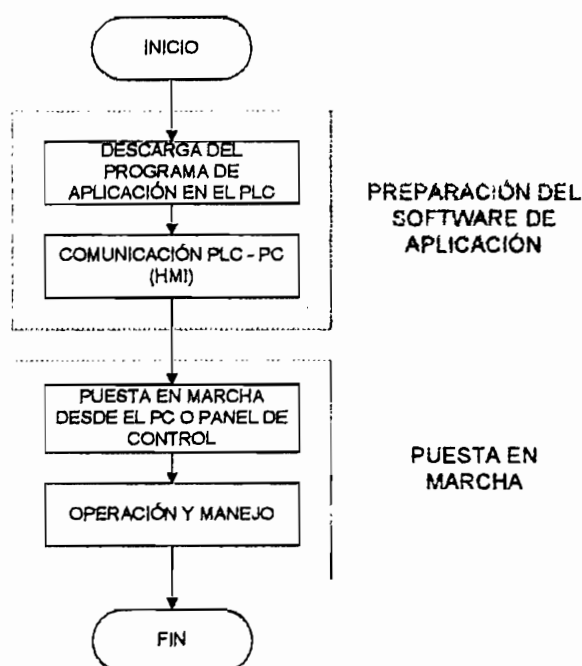 INICIO
DESCARGA DEL
PROGRAMA DE
APLICACIÓN EN EL PLC
COMUNICACIÓN PLC - PC
(HMI)
PREPARACIÓN DEL
SOFTWARE DE
APLICACIÓN
PUESTA EN MARCHA
DESDE EL PC O PANEL DE
CONTROL
OPERACIÓN Y MANEJO
PUESTA EN
MARCHA
FIN